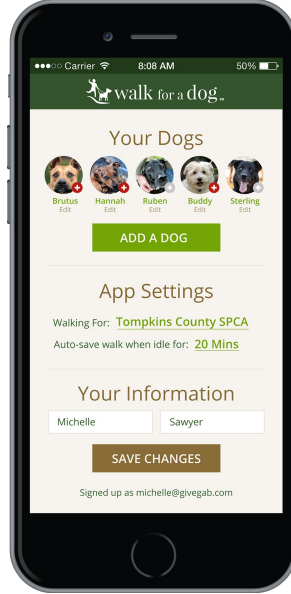 ●●●○○ Carrier 8:08 AM 50%
walk for a dog
Your Dogs
Brutus Hannah Ruben Buddy Sterling
Edit Edit Edit Edit Edit
ADD A DOG
App Settings
Walking For: Tompkins County SPCA
Auto-save walk when idle for: 20 Mins
Your Information
Michelle Sawyer
SAVE CHANGES
Signed up as michelle@givegab.com